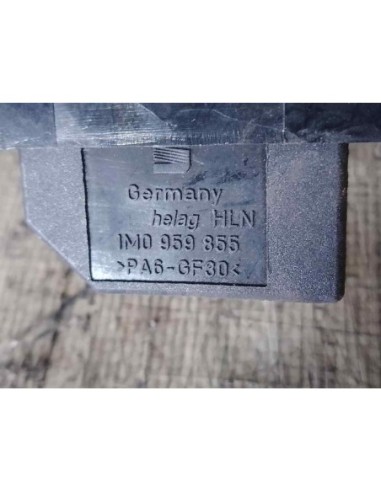 Germany
helag HLN
1M0 959 855
>PA6-GF30<